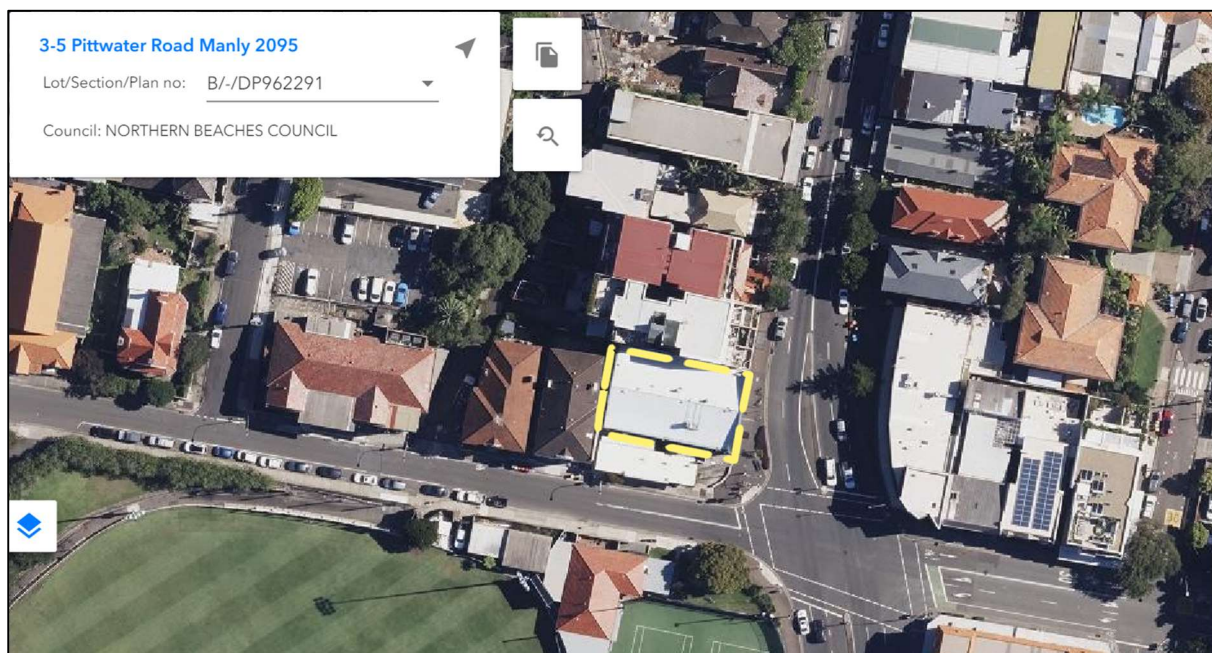 3-5 Pittwater Road Manly 2095
Lot/Section/Plan no: B/-/DP962291
Council: NORTHERN BEACHES COUNCIL